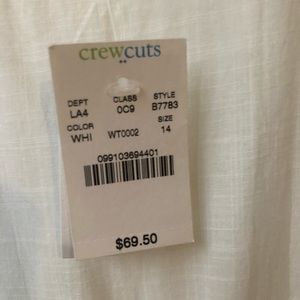 crewcuts
DEPT CLASS STYLE
LA4 0C9 B7783
COLOR SIZE
WHI WT0002 14
099103694401
$69.50